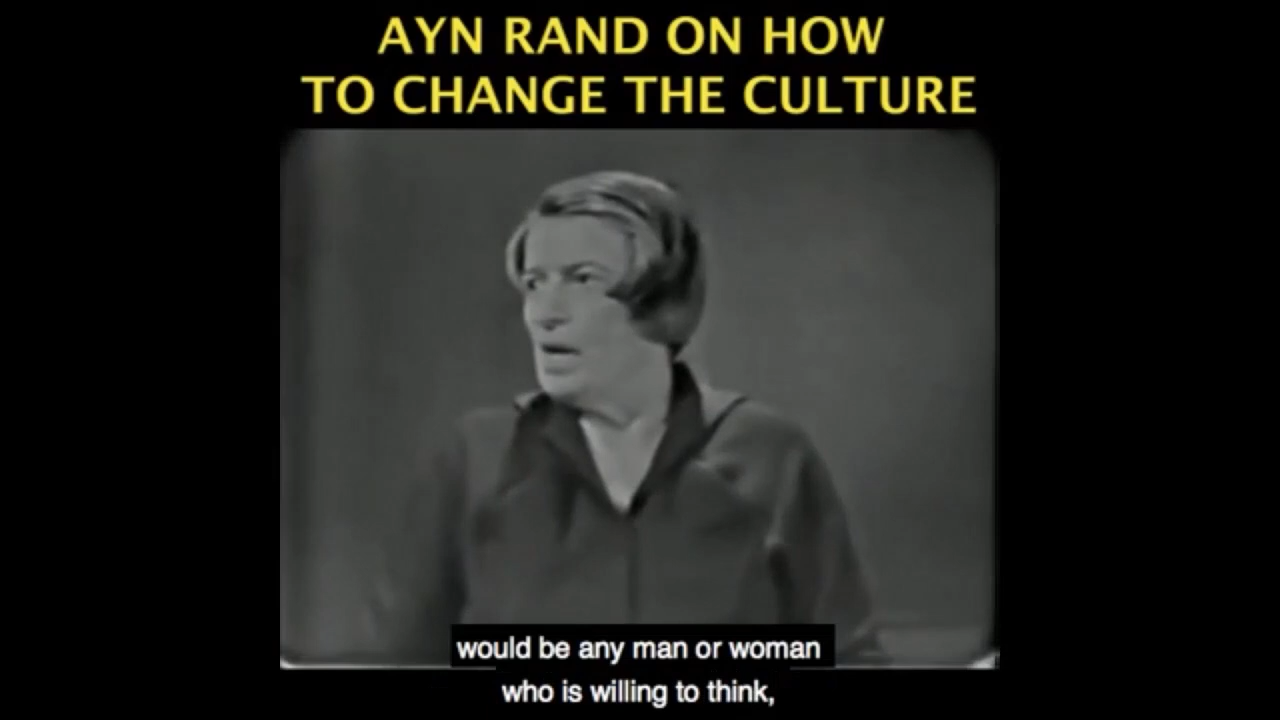 AYN RAND ON HOW
TO CHANGE THE CULTURE
would be any man or woman
who is willing to think,